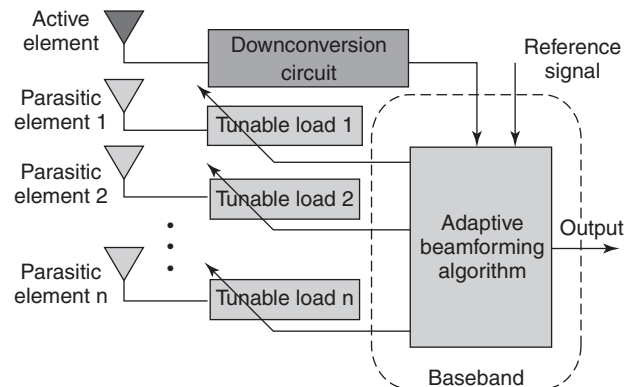 Active
element
Downconversion
circuit
Reference
signal
Parasitic
element 1
Tunable load 1
Parasitic
element 2
Tunable load 2
Adaptive
beamforming
algorithm
Output
Parasitic
element n
Tunable load n
Baseband